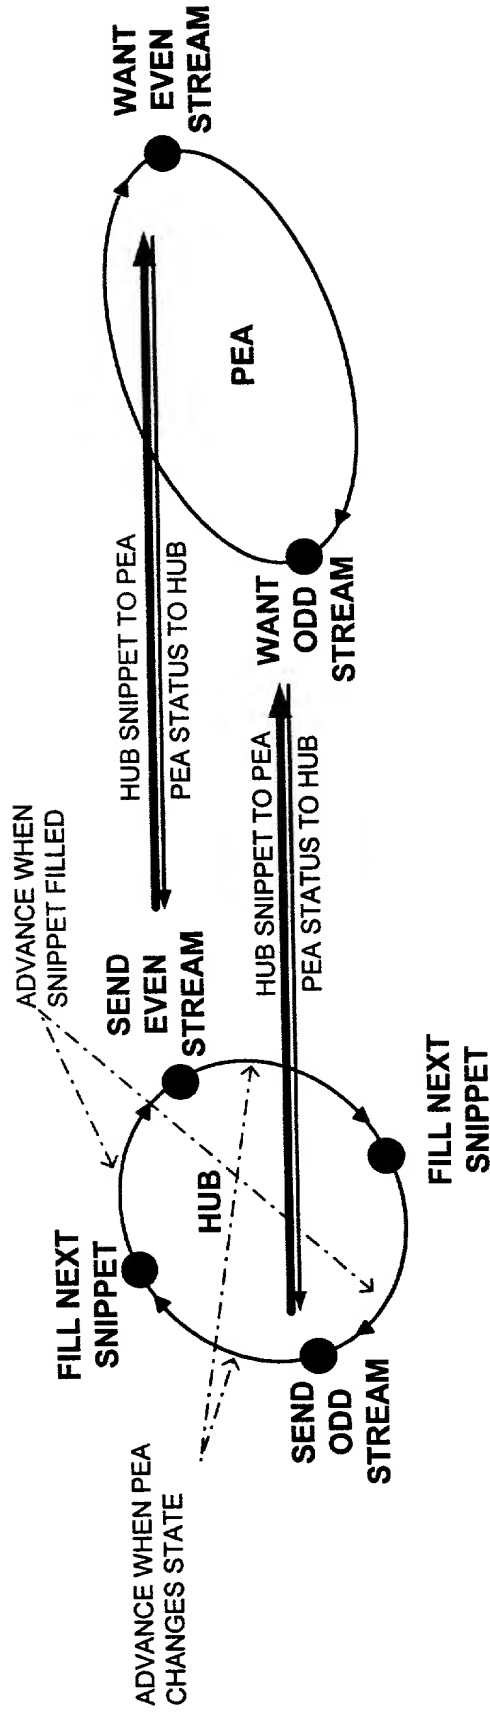 ADVANCE WHEN PEA
CHANGES STATE
FILL NEXT
SNIPPET
SEND
ODD
STREAM
HUB
ADVANCE WHEN
SNIPPET FILLED
SEND
EVEN
STREAM
FILL NEXT
SNIPPET
HUB SNIPPET TO PEA
PEA STATUS TO HUB
HUB SNIPPET TO PEA
PEA STATUS TO HUB
WANT
ODD
STREAM
PEA
WANT
EVEN
STREAM